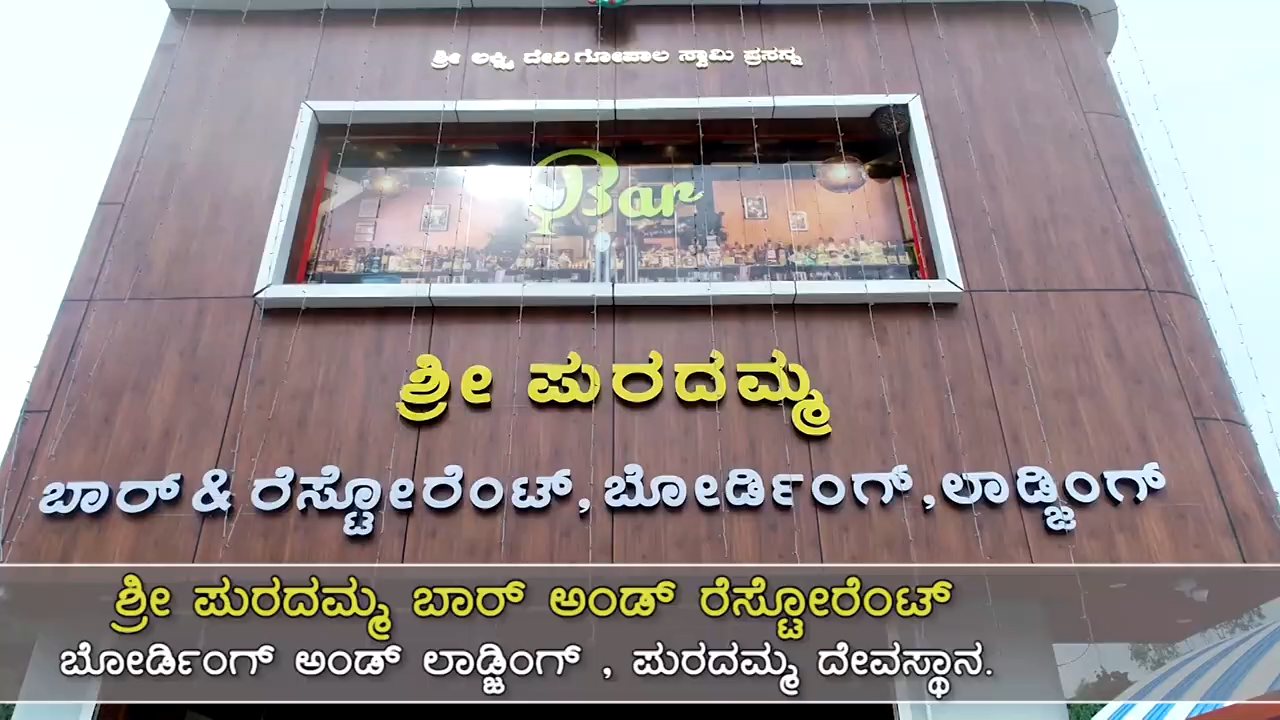 ಶ್ರೀ ಲಕ್ಷ್ಮಿ ದೇವಿ ಗೋಪಾಲ ಸ್ವಾಮಿ ಪ್ರಸನ್ನ
Bar
ಶ್ರೀ ಪುರದಮ್ಮ
ಬಾರ್ & ರೆಸ್ಟೋರೆಂಟ್, ಬೋರ್ಡಿಂಗ್, ಲಾಡ್ಜಿಂಗ್
ಶ್ರೀ ಪುರದಮ್ಮ ಬಾರ್ ಅಂಡ್ ರೆಸ್ಟೋರೆಂಟ್
ಬೋರ್ಡಿಂಗ್ ಅಂಡ್ ಲಾಡ್ಜಿಂಗ್ , ಪುರದಮ್ಮ ದೇವಸ್ಥಾನ.